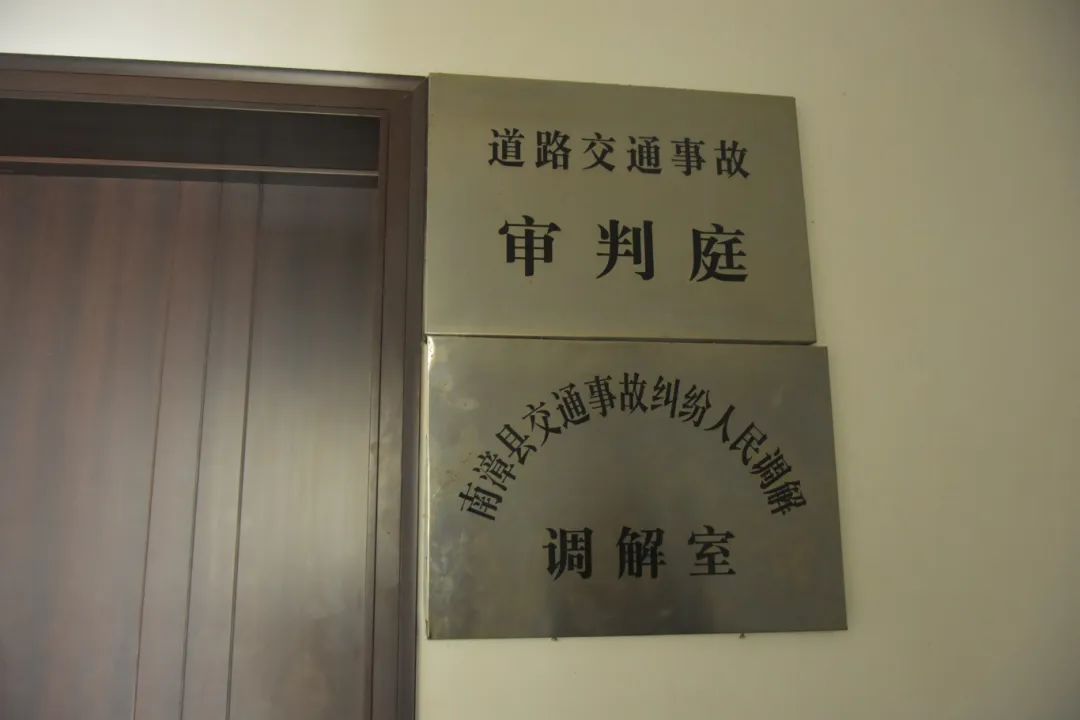 道路交通事故
审判庭
南漳县交通事故纠纷人民调解
调解室